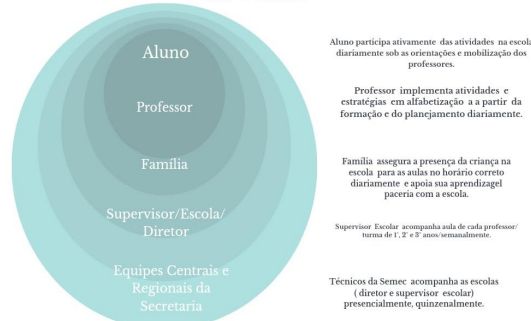 Aluno
Aluno participa ativamente das atividades na escola
diariamente sob as orientações e mobilização dos
professores.
Professor
Professor implementa atividades e
estratégias em alfabetização a a partir da
formação e do planejamento diariamente.
Família
Família assegura a presença da criança na
escola para as aulas no horário correto
diariamente e apoia sua aprendizagel
paceria com a escola.
Supervisor/Escola/
Diretor
Supervisor Escolar acompanha aula de cada professor/
turma de 1º, 2º e 3º anos/semanalmente.
Equipes Centrais e
Regionais da
Secretaria
Técnicos da Semec acompanha as escolas
( diretor e supervisor escolar)
presencialmente, quinzenalmente.